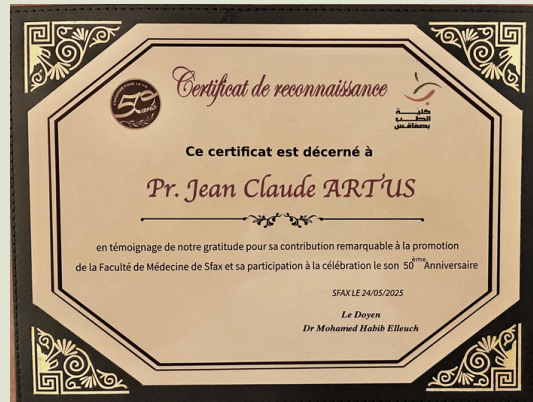 50
ans
Certificat de reconnaissance
كلية
الطب
بصفاقس
Ce certificat est décerné à
Pr. Jean Claude ARTUS
en témoignage de notre gratitude pour sa contribution remarquable à la promotion
de la Faculté de Médecine de Sfax et sa participation à la célébration le son 50ème Anniversaire
SFAX LE 24/05/2025
Le Doyen
Dr Mohamed Habib Elleuch